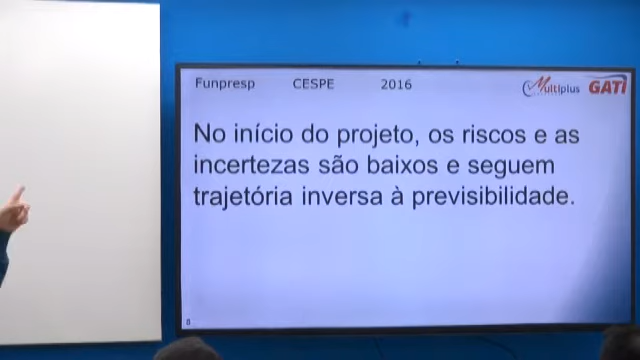 Funpresp CESPE 2016
Multiplus GATI
No início do projeto, os riscos e as
incertezas são baixos e seguem
trajetória inversa à previsibilidade.
8